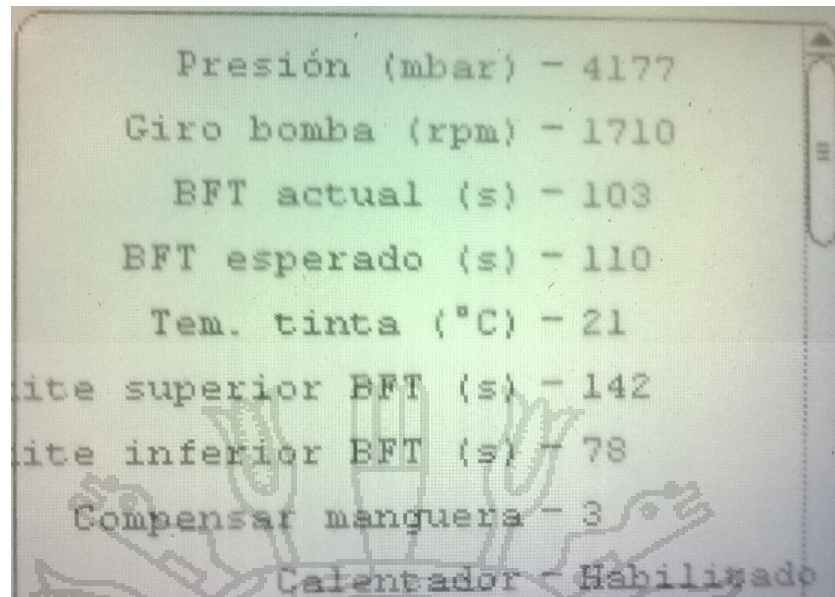 Presión (mbar) - 4177
Giro bomba (rpm) - 1710
BFT actual (s) - 103
BFT esperado (s) - 110
Tem. tinta (°C) - 21
ite superior BFT (s) - 142
ite inferior BFT (s) - 78
Compensar manguera - 3
Calentador - Habilitado